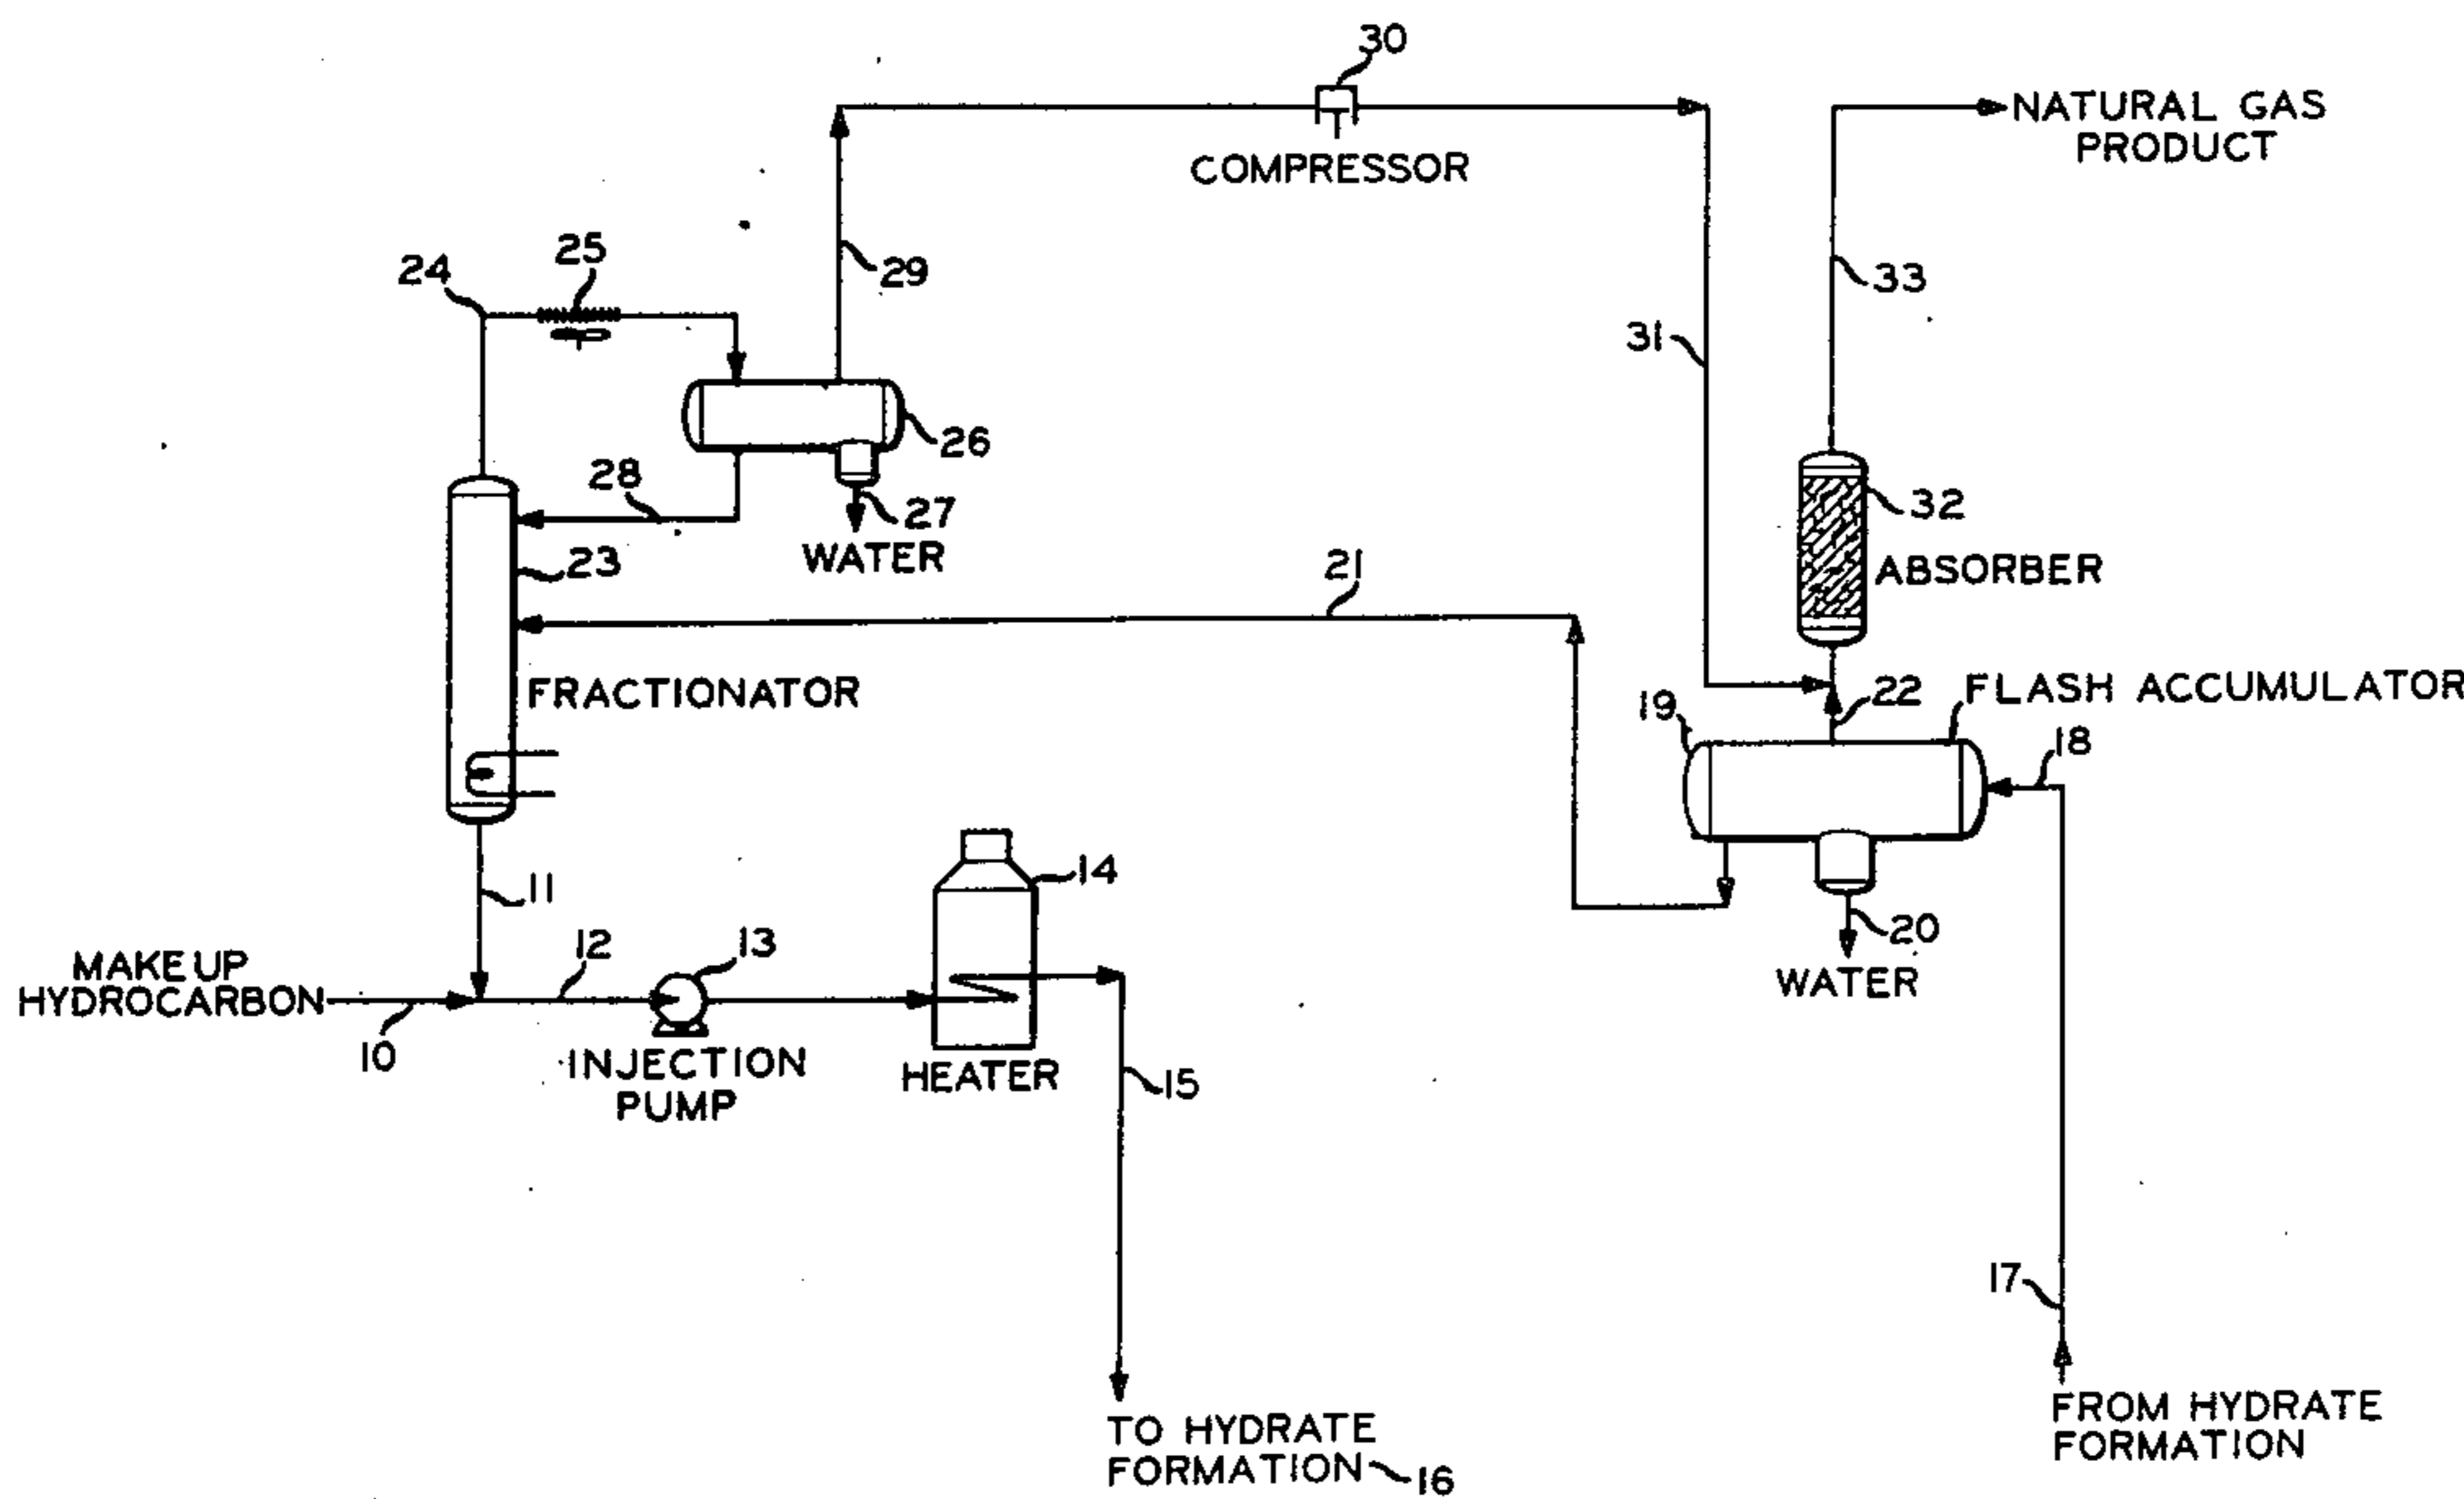 30
NATURAL GAS
PRODUCT
COMPRESSOR
25
24
29
33
31
26
28
27
32
WATER
23
21
ABSORBER
FRACTIONATOR
22
FLASH ACCUMULATOR
19
18
14
11
20
MAKE UP
HYDROCARBON
12
13
WATER
10
INJECTION
PUMP
HEATER
15
17
TO HYDRATE
FORMATION
16
FROM HYDRATE
FORMATION